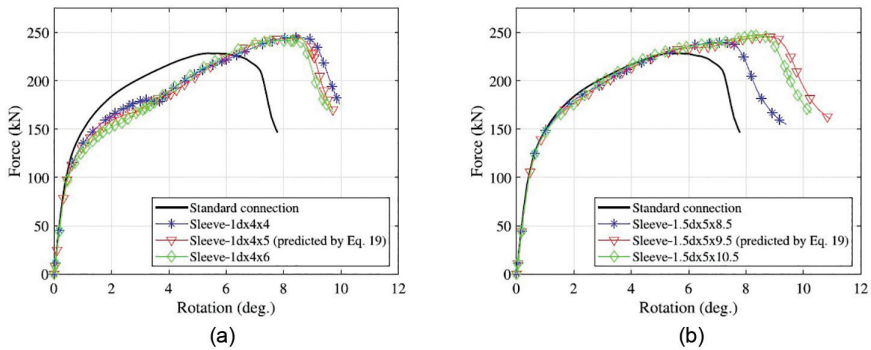 Force (kN)
300
250
200
150
100
50
0
Standard connection
Sleeve-1dx4x4
Sleeve-1dx4x5 (predicted by Eq. 19)
Sleeve-1dx4x6
0 2 4 6 8 10 12
Rotation (deg.)
(a)
Force (kN)
300
250
200
150
100
50
0
Standard connection
Sleeve-1.5dx5x8.5
Sleeve-1.5dx5x9.5 (predicted by Eq. 19)
Sleeve-1.5dx5x10.5
0 2 4 6 8 10 12
Rotation (deg.)
(b)